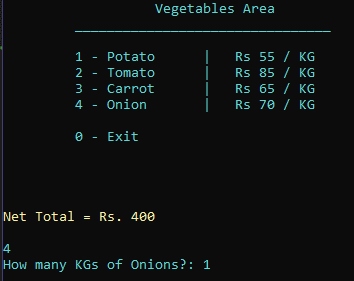 Vegetables Area
1 - Potato | Rs 55 / KG
2 - Tomato | Rs 85 / KG
3 - Carrot | Rs 65 / KG
4 - Onion | Rs 70 / KG
0 - Exit
Net Total = Rs. 400
4
How many KGs of Onions?: 1